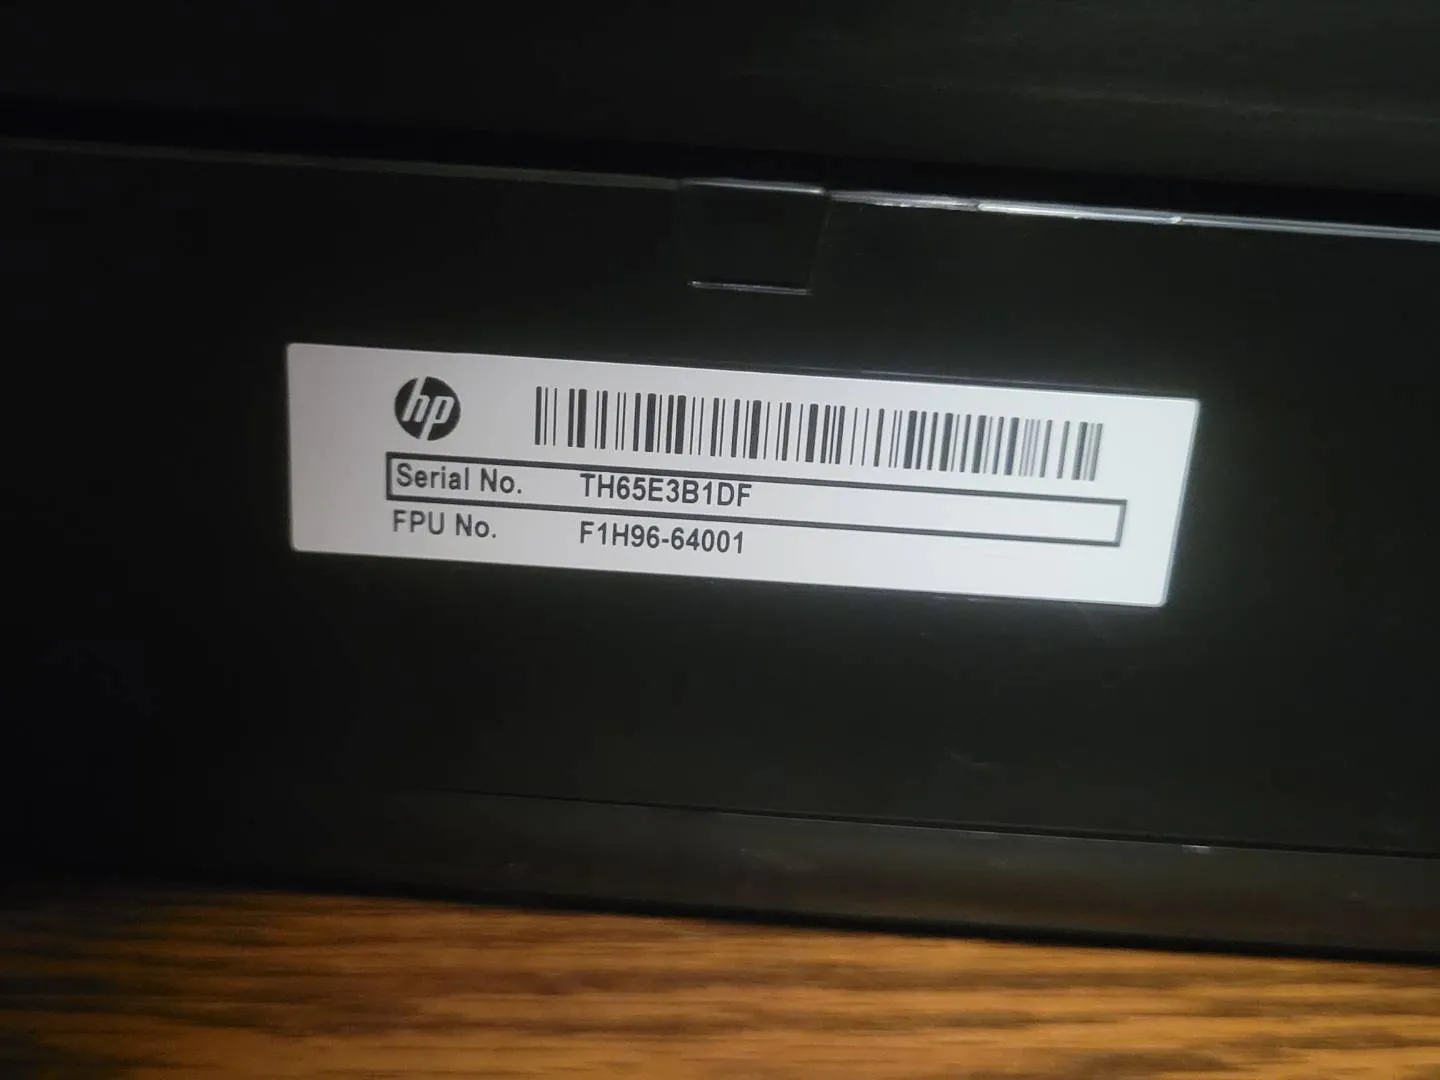 hp
Serial No. TH65E3B1DF
FPU No. F1H96-64001